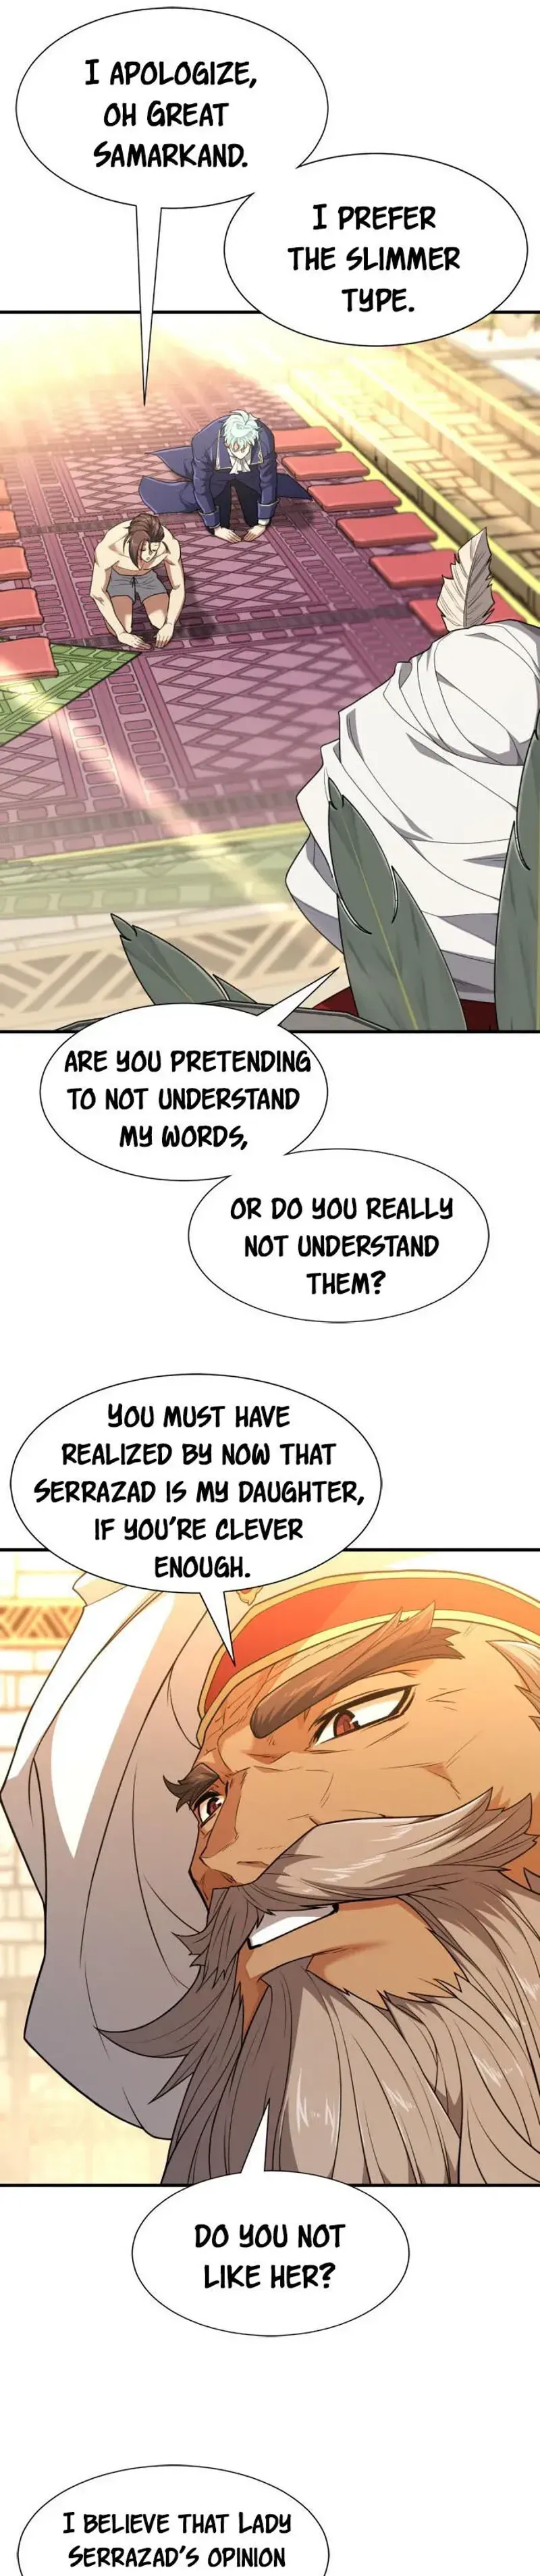 I APOLOGIZE,
OH GREAT
SAMARKAND.
I PREFER
THE SLIMMER
TYPE.
ARE YOU PRETENDING
TO NOT UNDERSTAND
MY WORDS,
OR DO YOU REALLY
NOT UNDERSTAND
THEM?
YOU MUST HAVE
REALIZED BY NOW THAT
SERRAZAD IS MY DAUGHTER,
IF YOU'RE CLEVER
ENOUGH.
DO YOU NOT
LIKE HER?
I BELIEVE THAT LADY
SERRAZAD'S OPINION